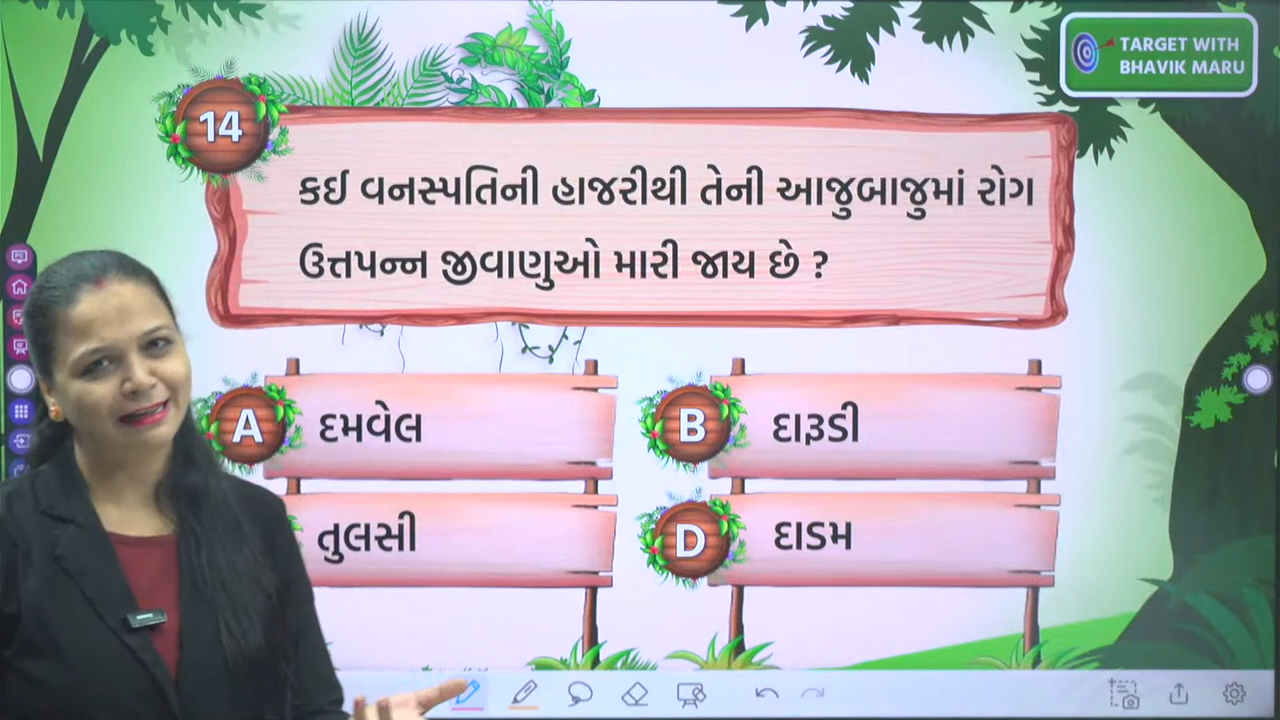 TARGET WITH
BHAVIK MARU
14
કઈ વનસ્પતિની હાજરીથી તેની આજુબાજુમાં રોગ
ઉત્તપન્ન જીવાણુઓ મારી જાય છે ?
A દમવેલ
B દારૂડી
તુલસી
D દાડમ